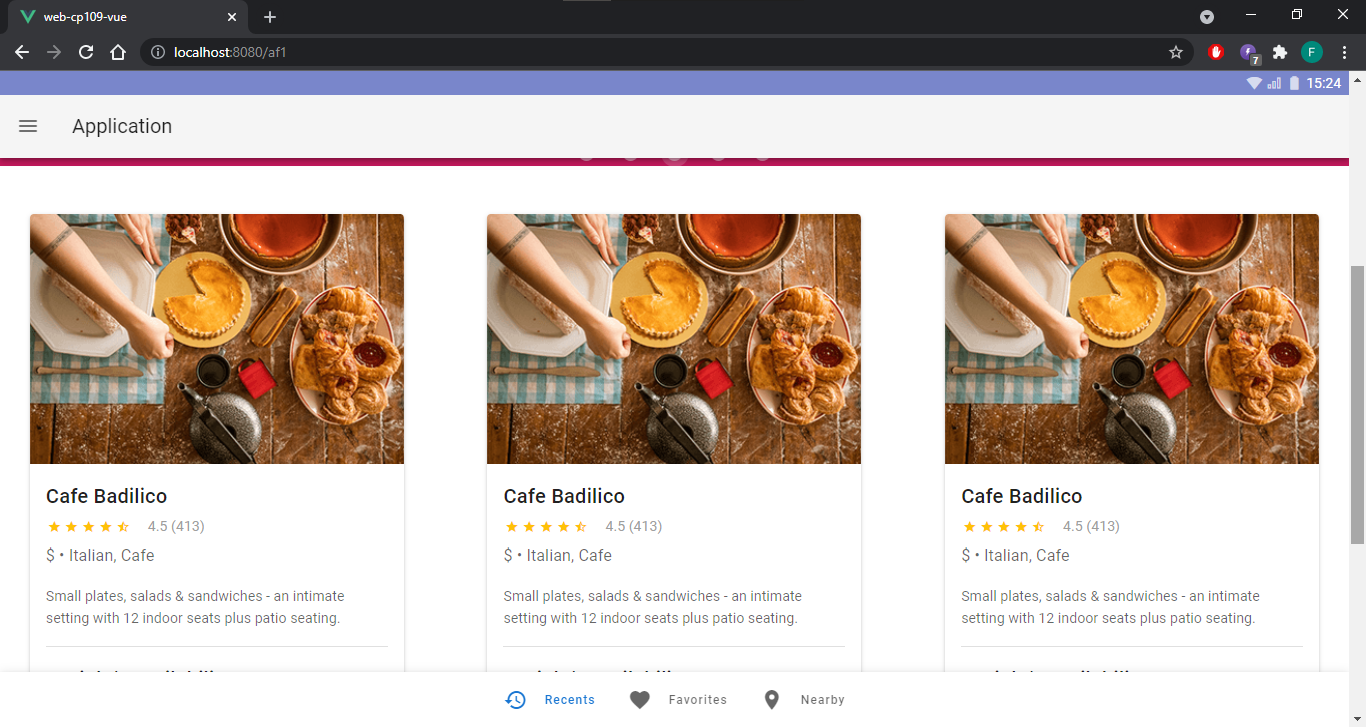 web-cp109-vue
localhost:8080/af1
F
7
15:24
Application
Cafe Badilico
4.5 (413)
$ • Italian, Cafe
Small plates, salads & sandwiches - an intimate
setting with 12 indoor seats plus patio seating.
Cafe Badilico
4.5 (413)
$ • Italian, Cafe
Small plates, salads & sandwiches - an intimate
setting with 12 indoor seats plus patio seating.
Cafe Badilico
4.5 (413)
$ • Italian, Cafe
Small plates, salads & sandwiches - an intimate
setting with 12 indoor seats plus patio seating.
Recents
Favorites
Nearby